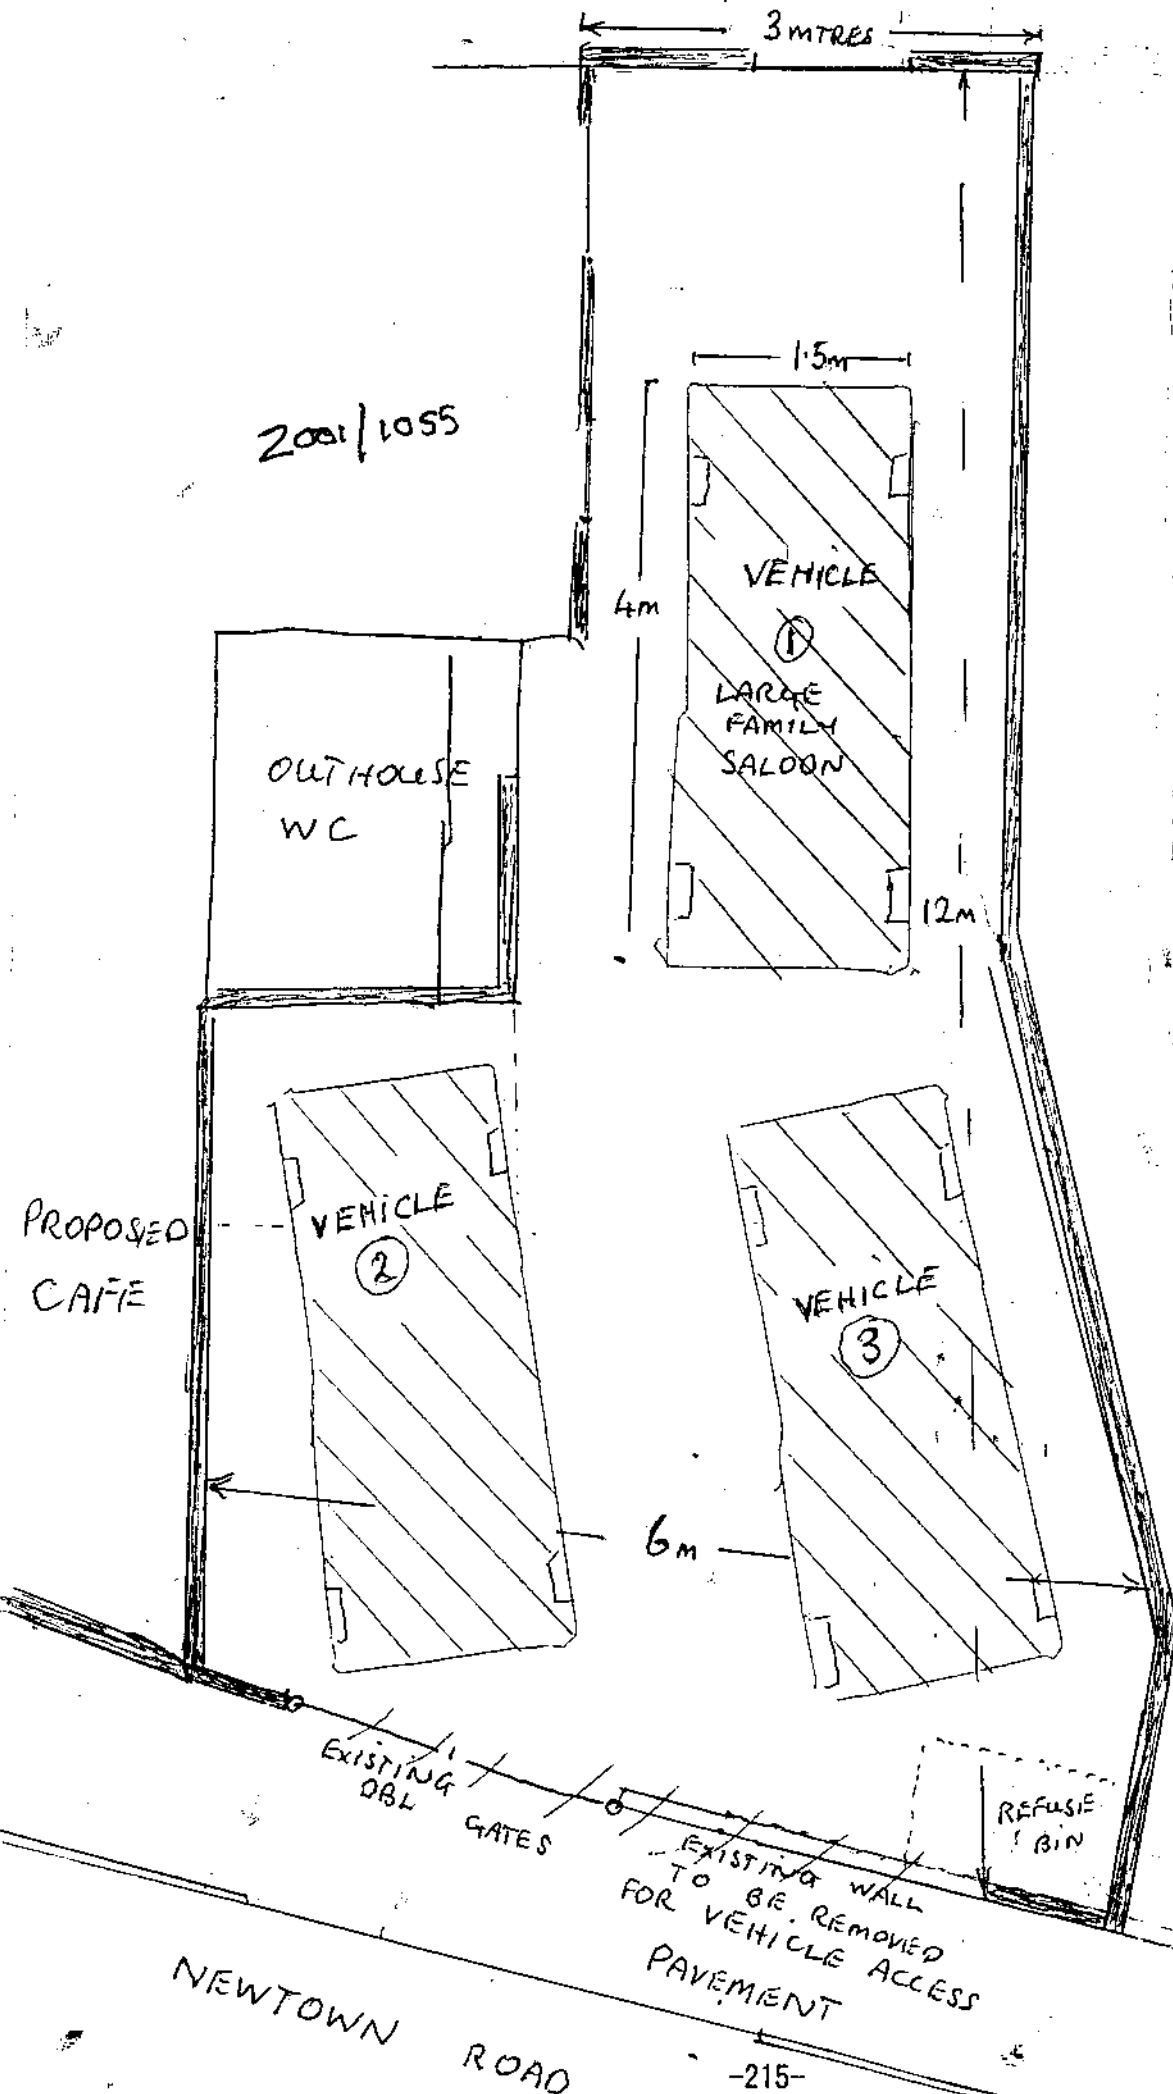 3 MTRES
1.5m
2001/1055
4m
VEHICLE
1
LARGE
FAMILY
SALOON
OUTHOUSE
WC
12m
PROPOSED
CAFE
VEHICLE
2
VEHICLE
3
6m
EXISTING
DBL
GATES
REFUSE
BIN
EXISTING WALL
TO BE REMOVED
FOR VEHICLE ACCESS
PAVEMENT
NEWTOWN ROAD
-215-